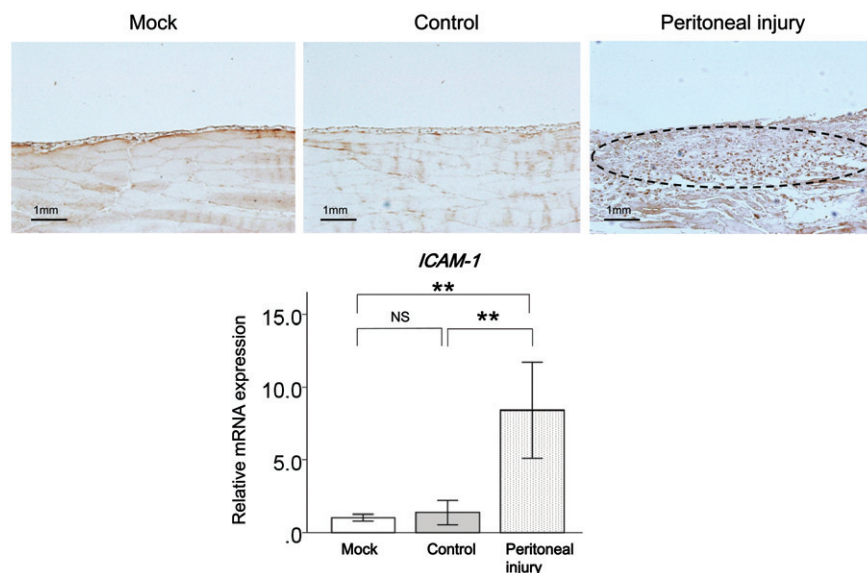 Mock
Control
Peritoneal injury
1mm
1mm
1mm
ICAM-1
Relative mRNA expression
15.0
10.0
5.0
.0
**
NS
**
Mock
Control
Peritoneal
injury